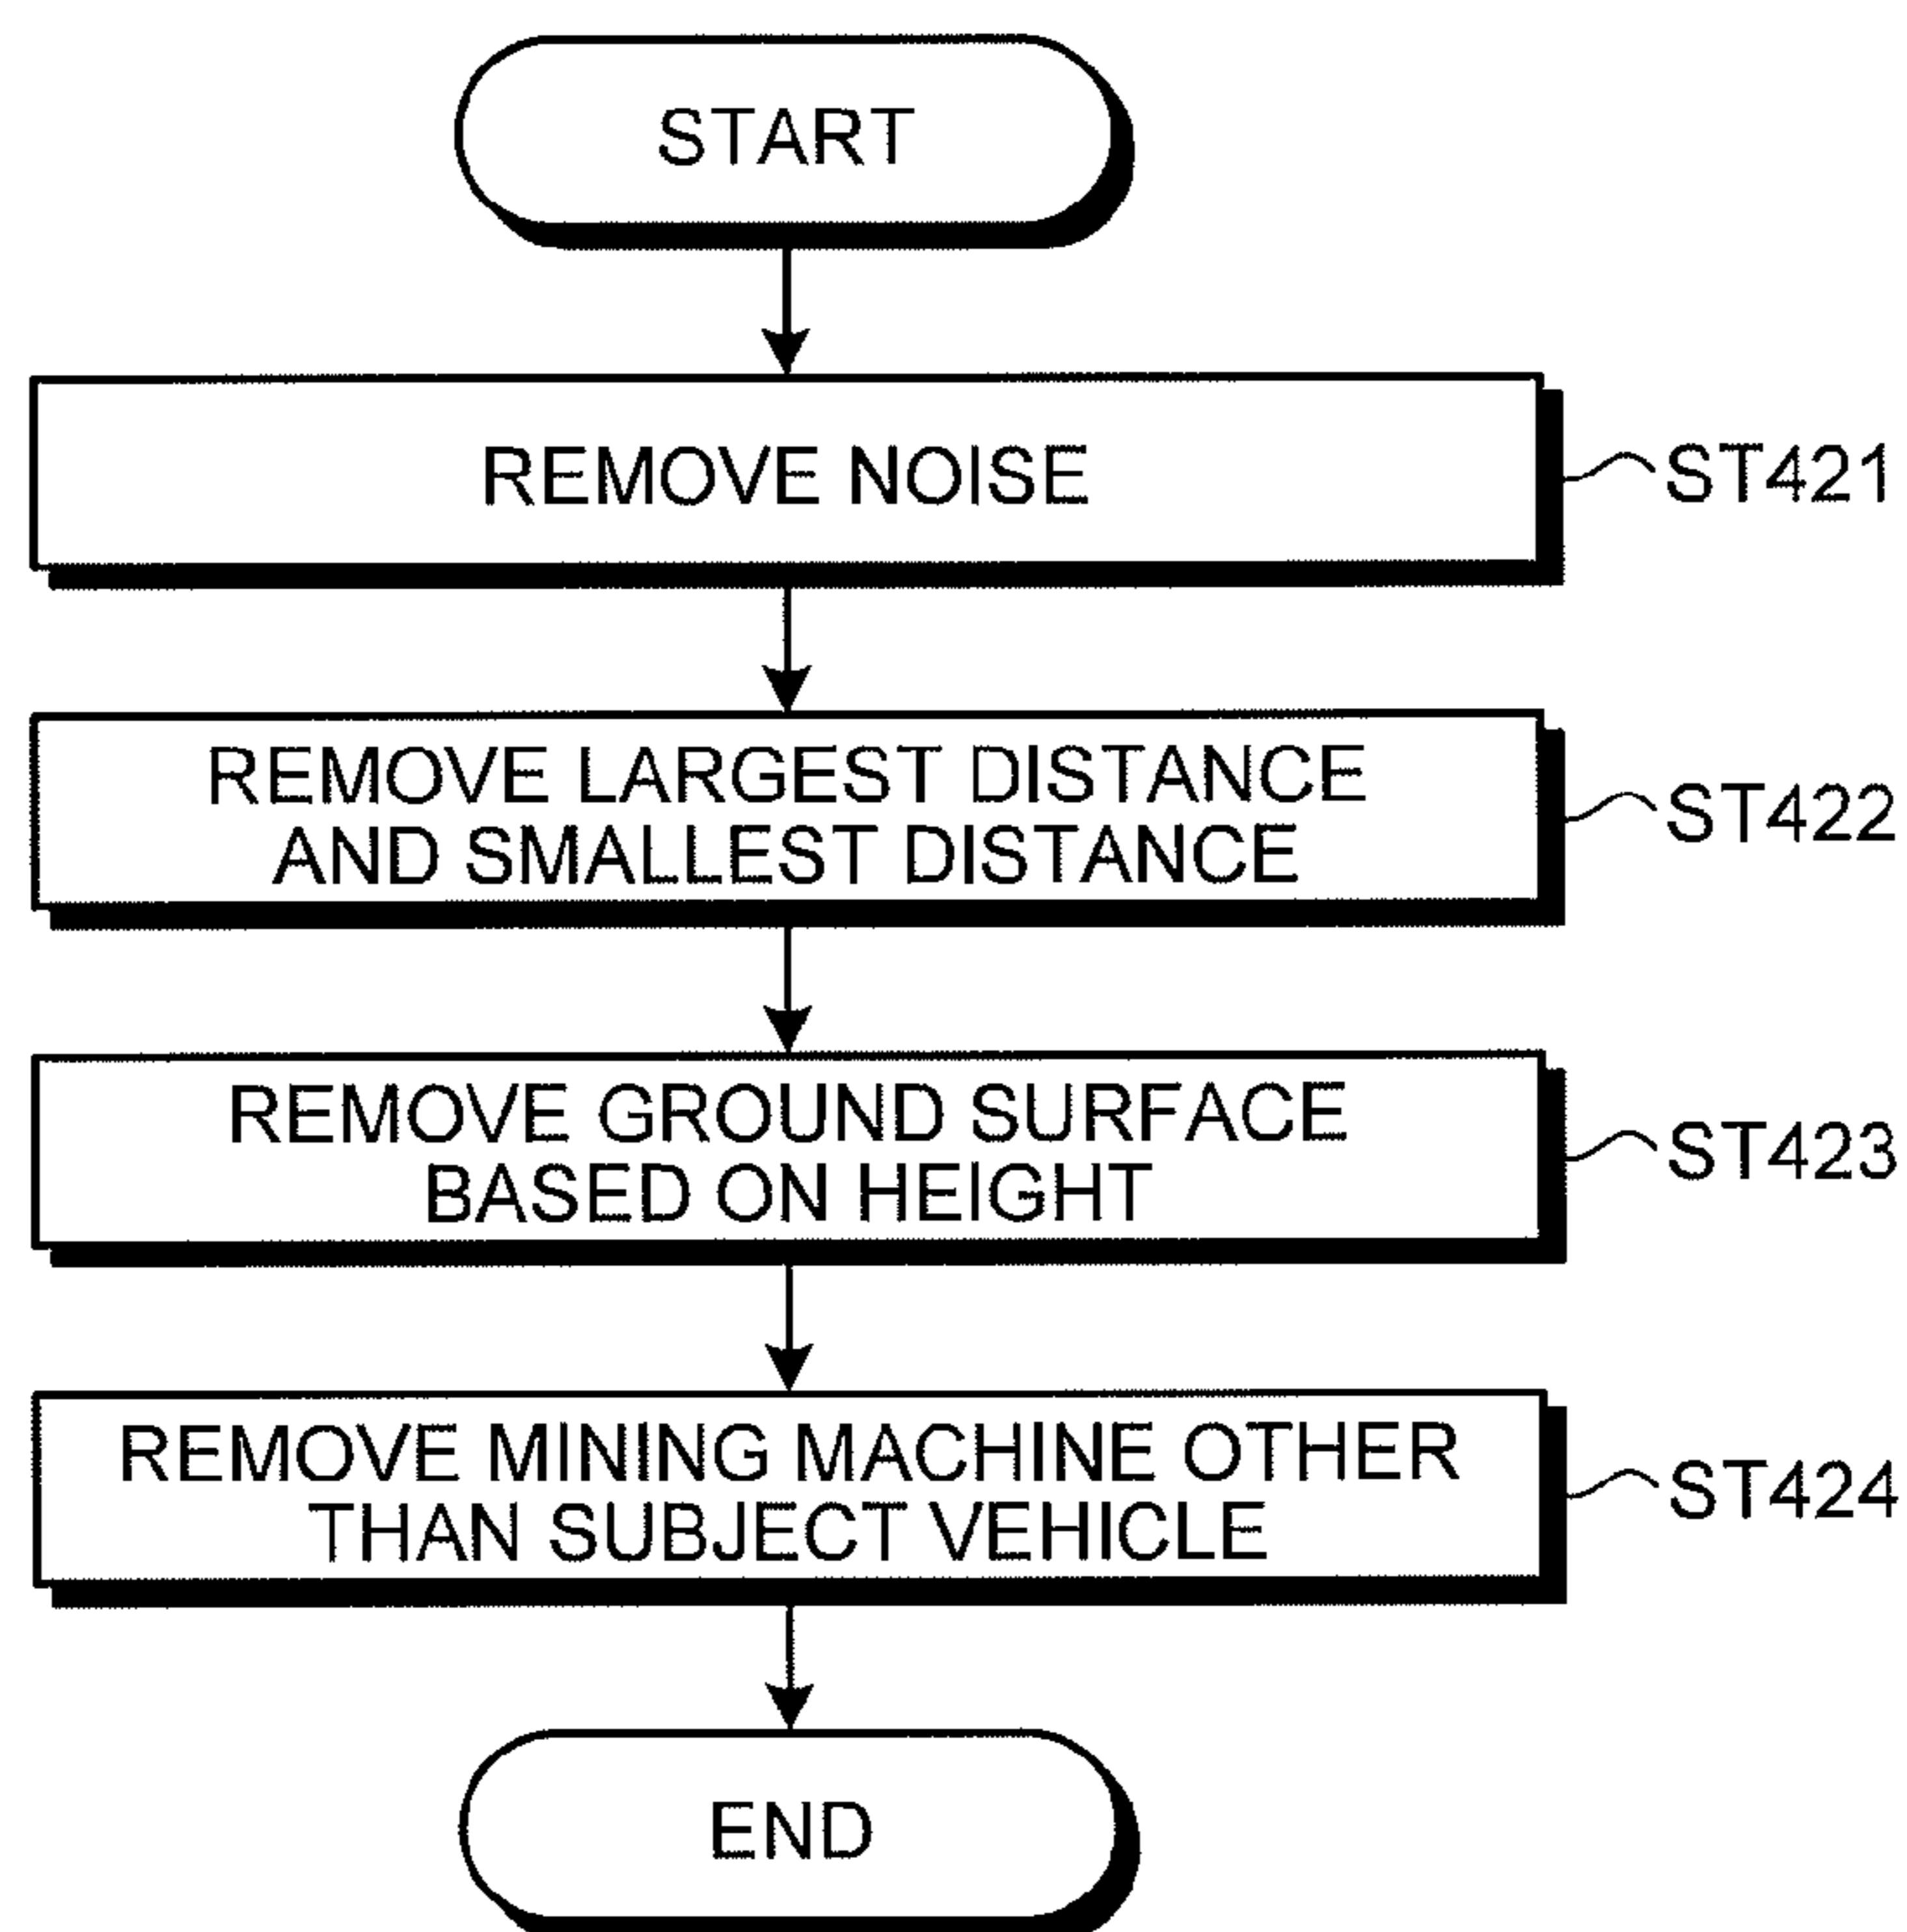 START
REMOVE NOISE
ST421
REMOVE LARGEST DISTANCE
AND SMALLEST DISTANCE
ST422
REMOVE GROUND SURFACE
BASED ON HEIGHT
ST423
REMOVE MINING MACHINE OTHER
THAN SUBJECT VEHICLE
ST424
END